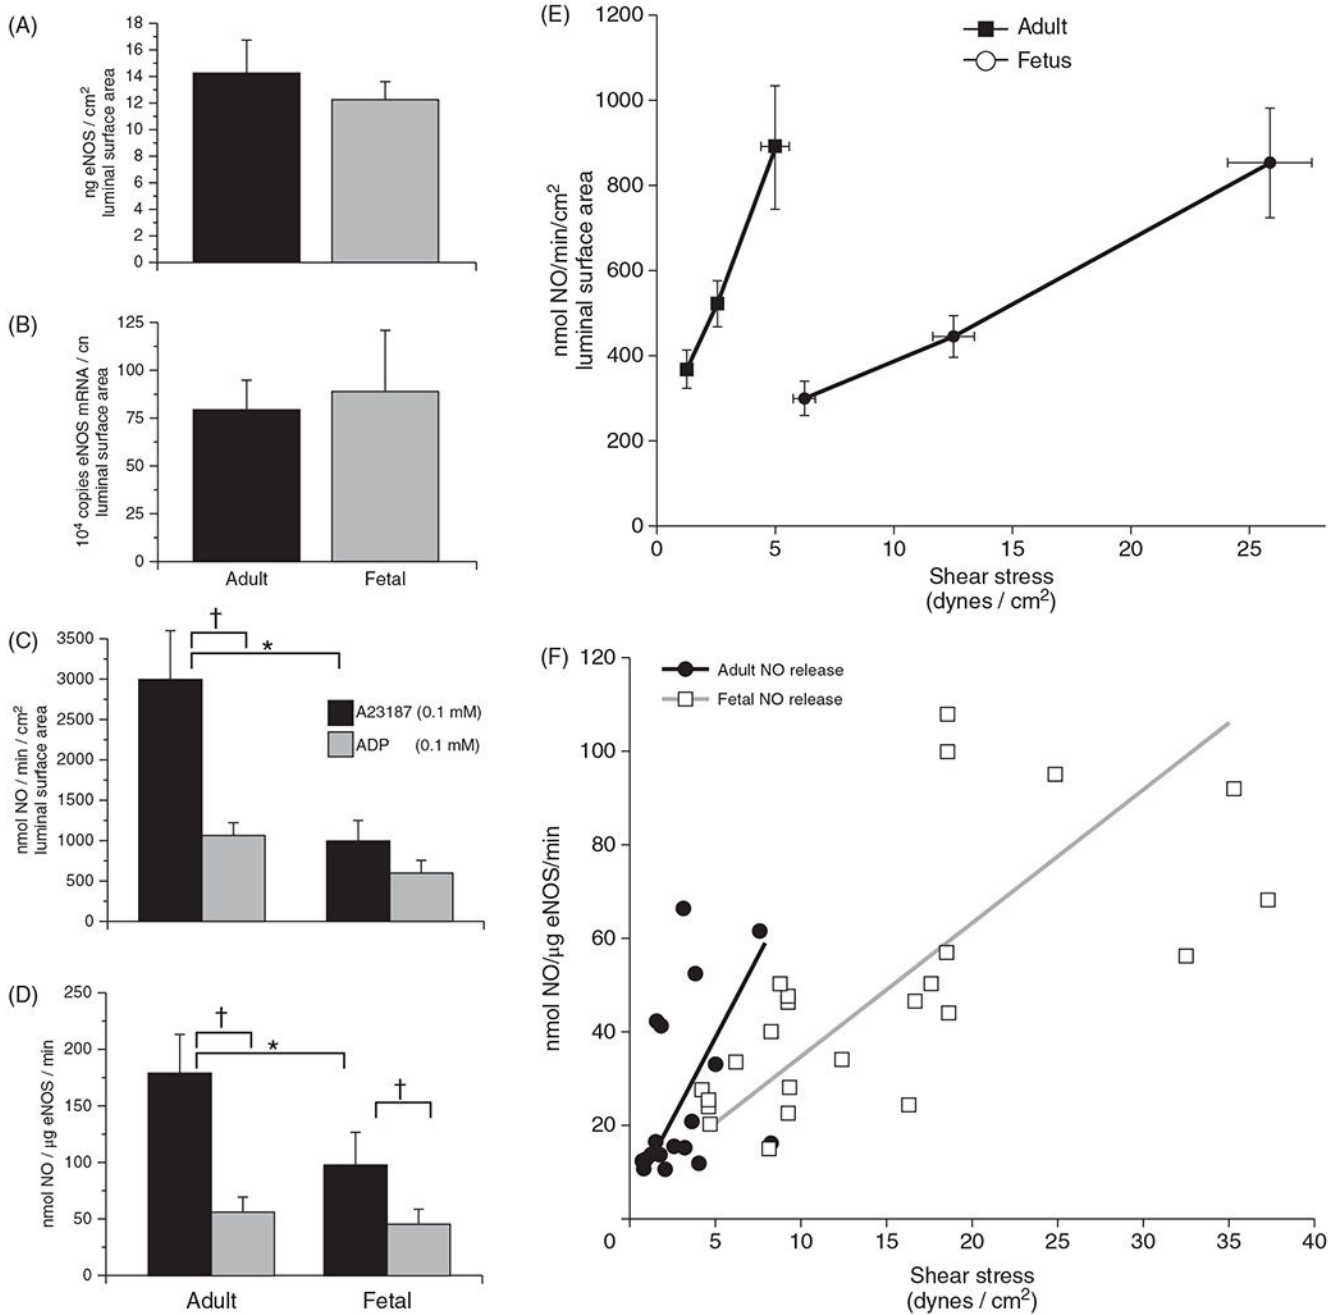 (A)
18
16
14
12
10
8
6
4
2
0
ng eNOS / cm2
luminal surface area
(B)
125
100
75
50
25
0
10⁴ copies eNOS mRNA / cn
luminal surface area
Adult Fetal
(C)
3500
3000
2500
2000
1500
1000
500
0
nmol NO / min / cm2
luminal surface area
†
*
A23187 (0.1 mM)
ADP (0.1 mM)
(D)
250
200
150
100
50
0
nmol NO / μg eNOS / min
†
*
†
Adult Fetal
(E)
1200
1000
800
600
400
200
0
nmol NO/min/cm2
luminal surface area
Adult
Fetus
0 5 10 15 20 25
Shear stress
(dynes / cm2)
(F)
120
100
80
60
40
20
nmol NO/μg eNOS/min
Adult NO release
Fetal NO release
0 5 10 15 20 25 30 35 40
Shear stress
(dynes / cm2)